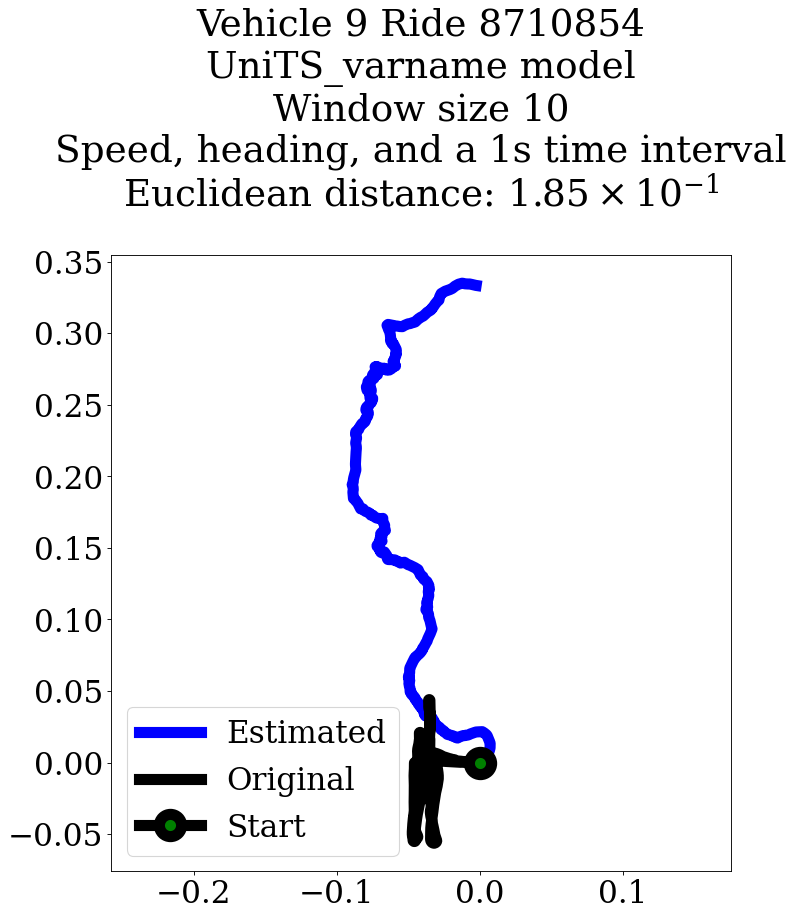 Vehicle 9 Ride 8710854
UniTS_varname model
Window size 10
Speed, heading, and a 1s time interval
Euclidean distance: 1.85 × 10⁻¹
0.35
0.30
0.25
0.20
0.15
0.10
0.05
0.00
−0.05
Estimated
Original
Start
−0.2
−0.1
0.0
0.1